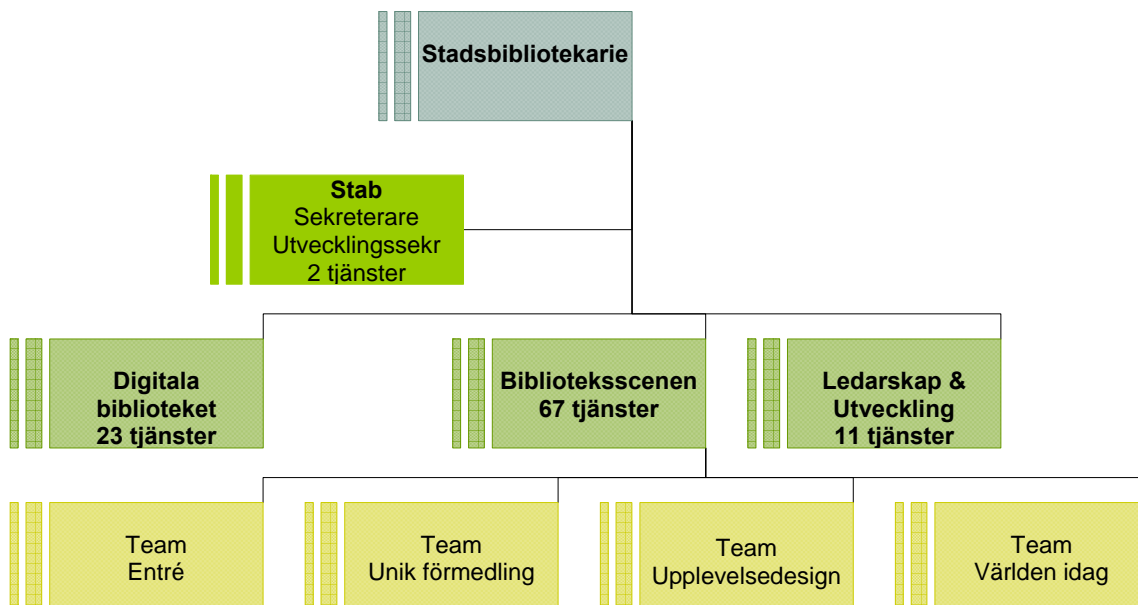 Stadsbibliotekarie
Stab
Sekreterare
Utvecklingssekr
2 tjänster
Digitala
biblioteket
23 tjänster
Biblioteksscenen
67 tjänster
Ledarskap &
Utveckling
11 tjänster
Team
Entré
Team
Unik förmedling
Team
Upplevelsedesign
Team
Världen idag